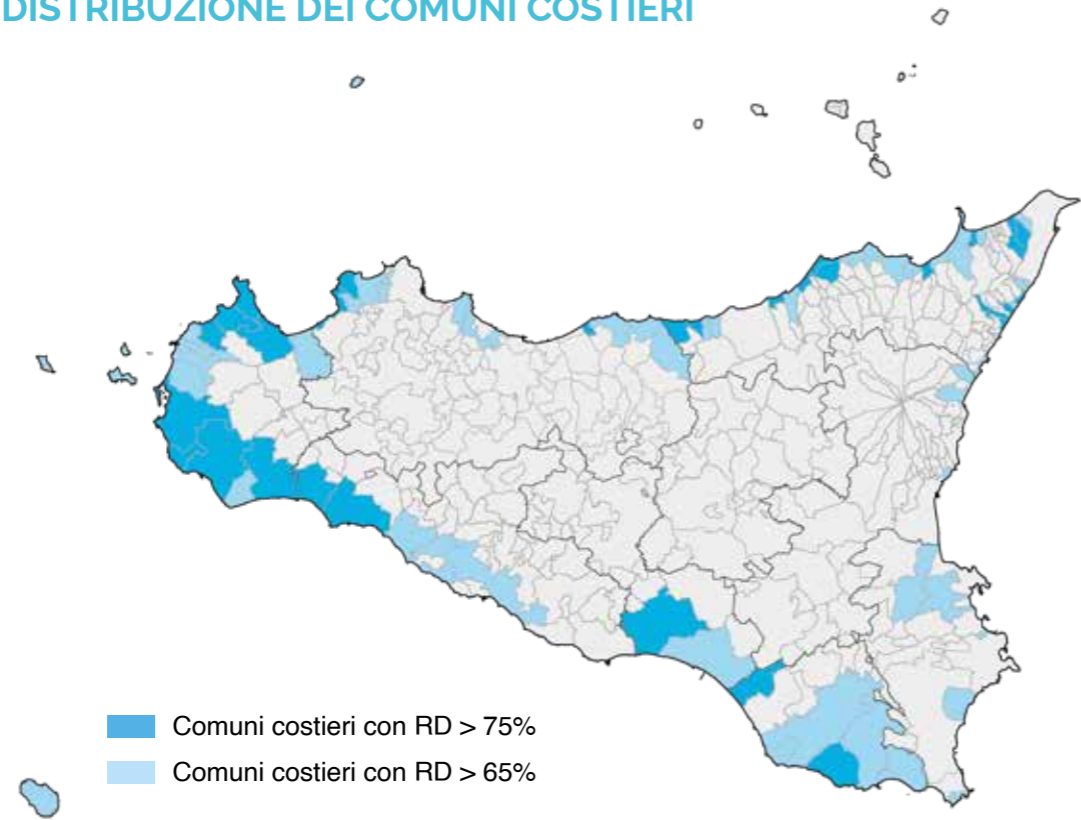 DISTRIBUZIONE DEI COMUNI COSTIERI
Comuni costieri con RD > 75%
Comuni costieri con RD > 65%